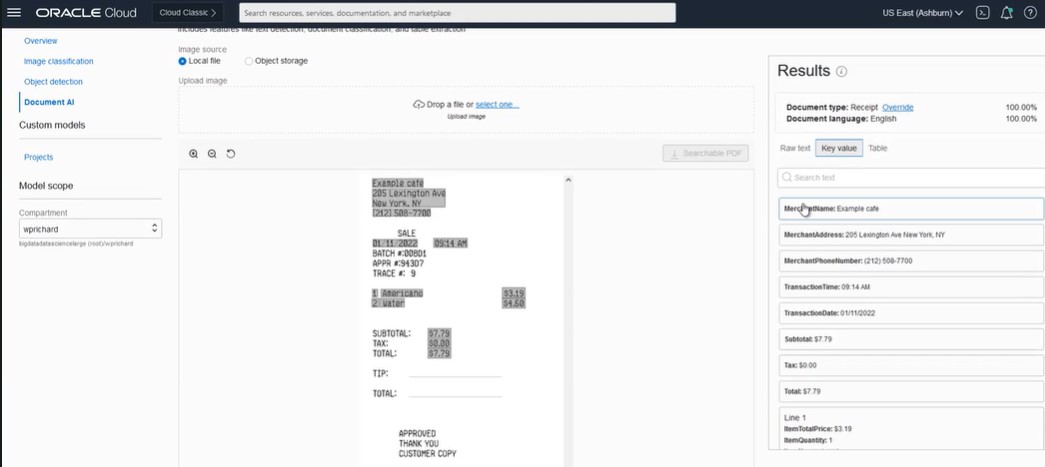 ORACLE Cloud
Cloud Classic
Search resources, services, documentation, and marketplace
US East (Ashburn)
Overview
Image classification
Object detection
Document AI
Custom models
Projects
Model scope
Compartment
wprichard
bigdatadatasciencelarge (root)/wprichard
includes features like text detection, document classification, and table extraction
Image source
Local file
Object storage
Upload image
Drop a file or select one...
Upload image
Searchable PDF
Example cafe
205 Lexington Ave
New York, NY
(212) 508-7700
SALE
01/11/2022 09:14 AM
BATCH #:008D1
APPR #:943D7
TRACE #: 9
1 Americano $3.19
2 Water $4.60
SUBTOTAL: $7.79
TAX: $0.00
TOTAL: $7.79
TIP:
TOTAL:
APPROVED
THANK YOU
CUSTOMER COPY
Results
Document type: Receipt Override 100.00%
Document language: English 100.00%
Raw text Key value Table
Search text
MerchantName: Example cafe
MerchantAddress: 205 Lexington Ave New York, NY
MerchantPhoneNumber: (212) 508-7700
TransactionTime: 09:14 AM
TransactionDate: 01/11/2022
Subtotal: $7.79
Tax: $0.00
Total: $7.79
Line 1
ItemTotalPrice: $3.19
ItemQuantity: 1